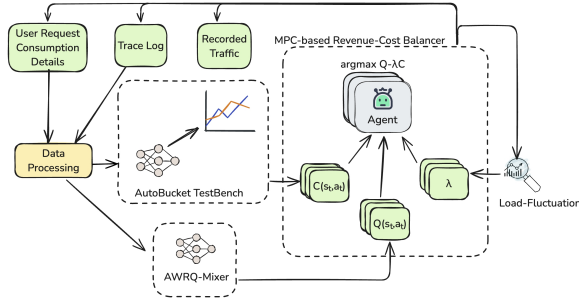 User Request
Consumption
Details
Trace Log
Recorded
Traffic
MPC-based Revenue-Cost Balancer
argmax Q-λC
Agent
Data
Processing
AutoBucket TestBench
C(sₜ,aₜ)
λ
Q(sₜ,aₜ)
Load-Fluctuation
AWRQ-Mixer